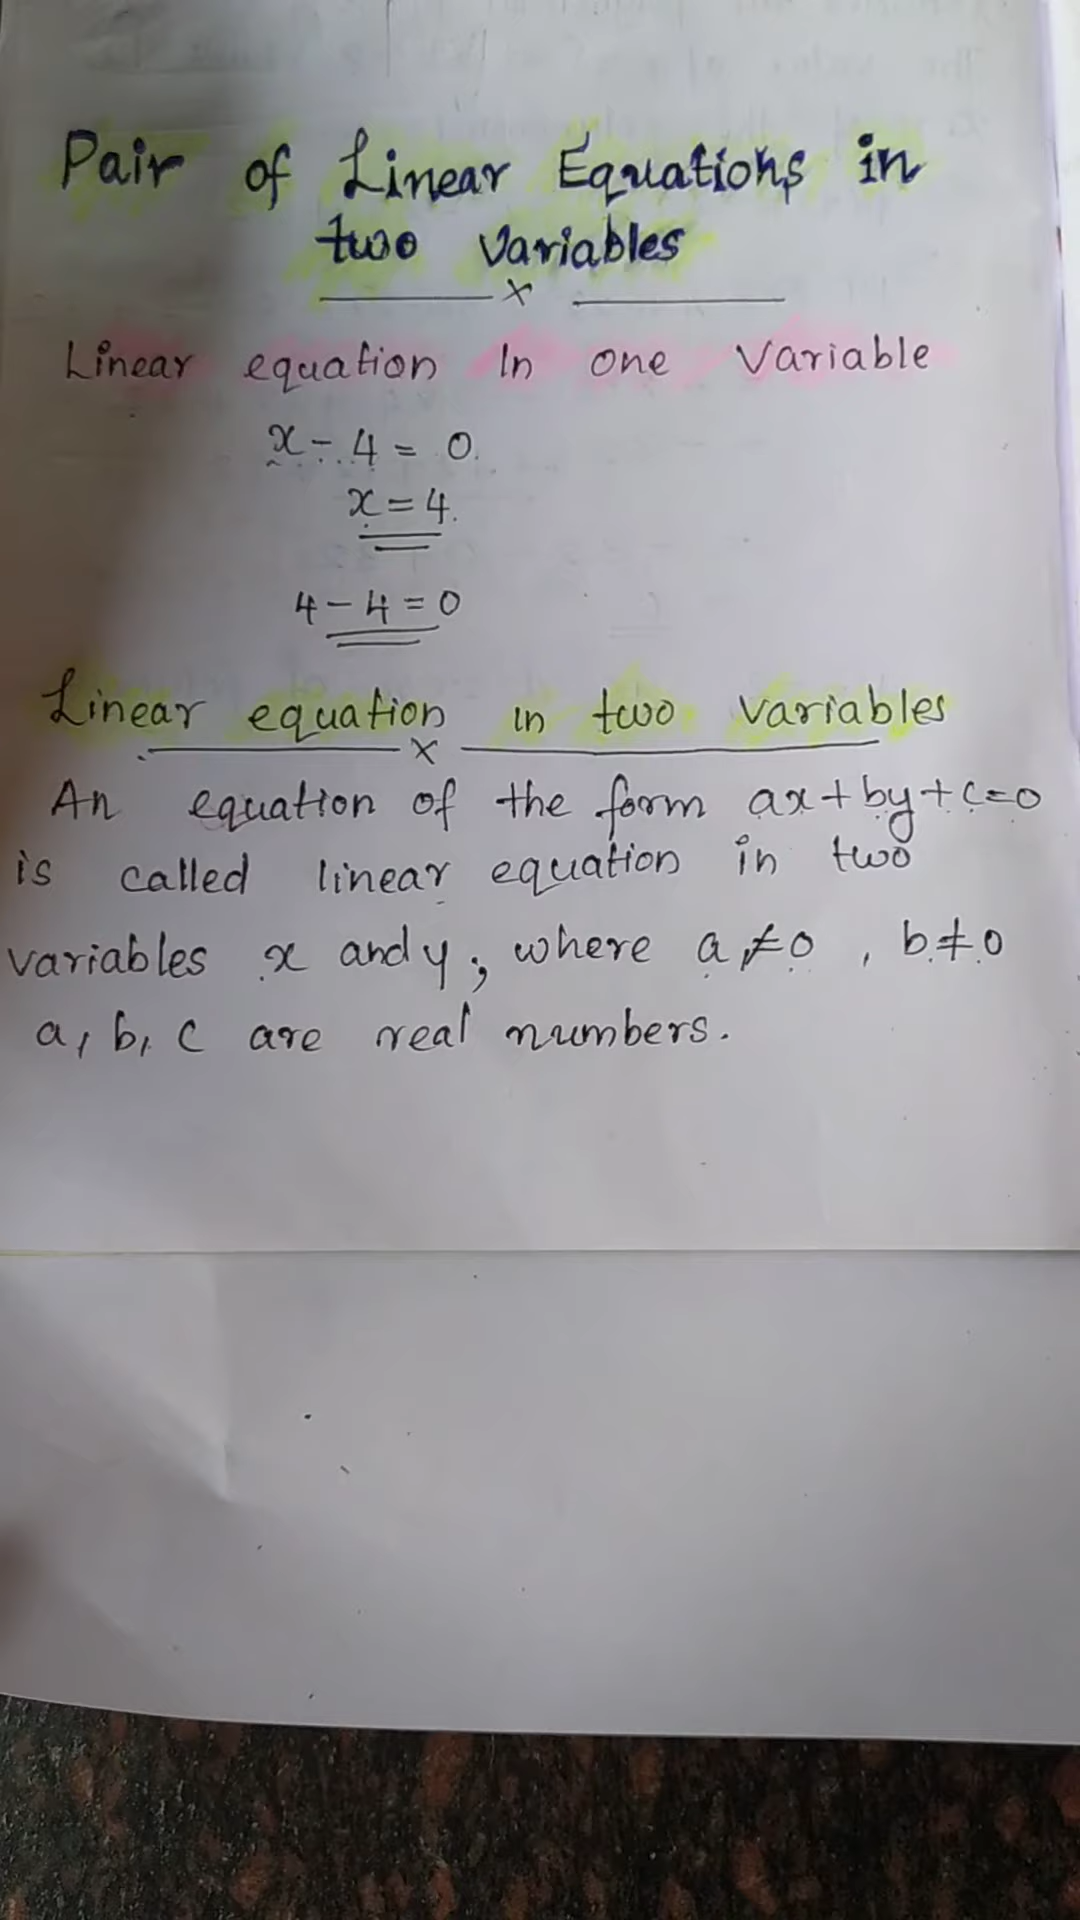 Pair of Linear Equations in
two Variables
x
Linear equation In one Variable
x - 4 = 0.
x = 4.
4 - 4 = 0
Linear equation in two variables
x
An equation of the form ax + by + c = 0
is called linear equation in two
variables x and y, where a ≠ 0, b ≠ 0
a, b, c are real numbers.